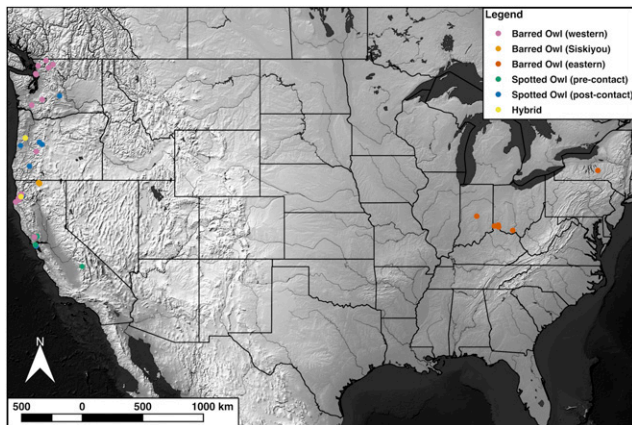 Legend
Barred Owl (western)
Barred Owl (Siskiyou)
Barred Owl (eastern)
Spotted Owl (pre-contact)
Spotted Owl (post-contact)
Hybrid
N
500 0 500 1000 km